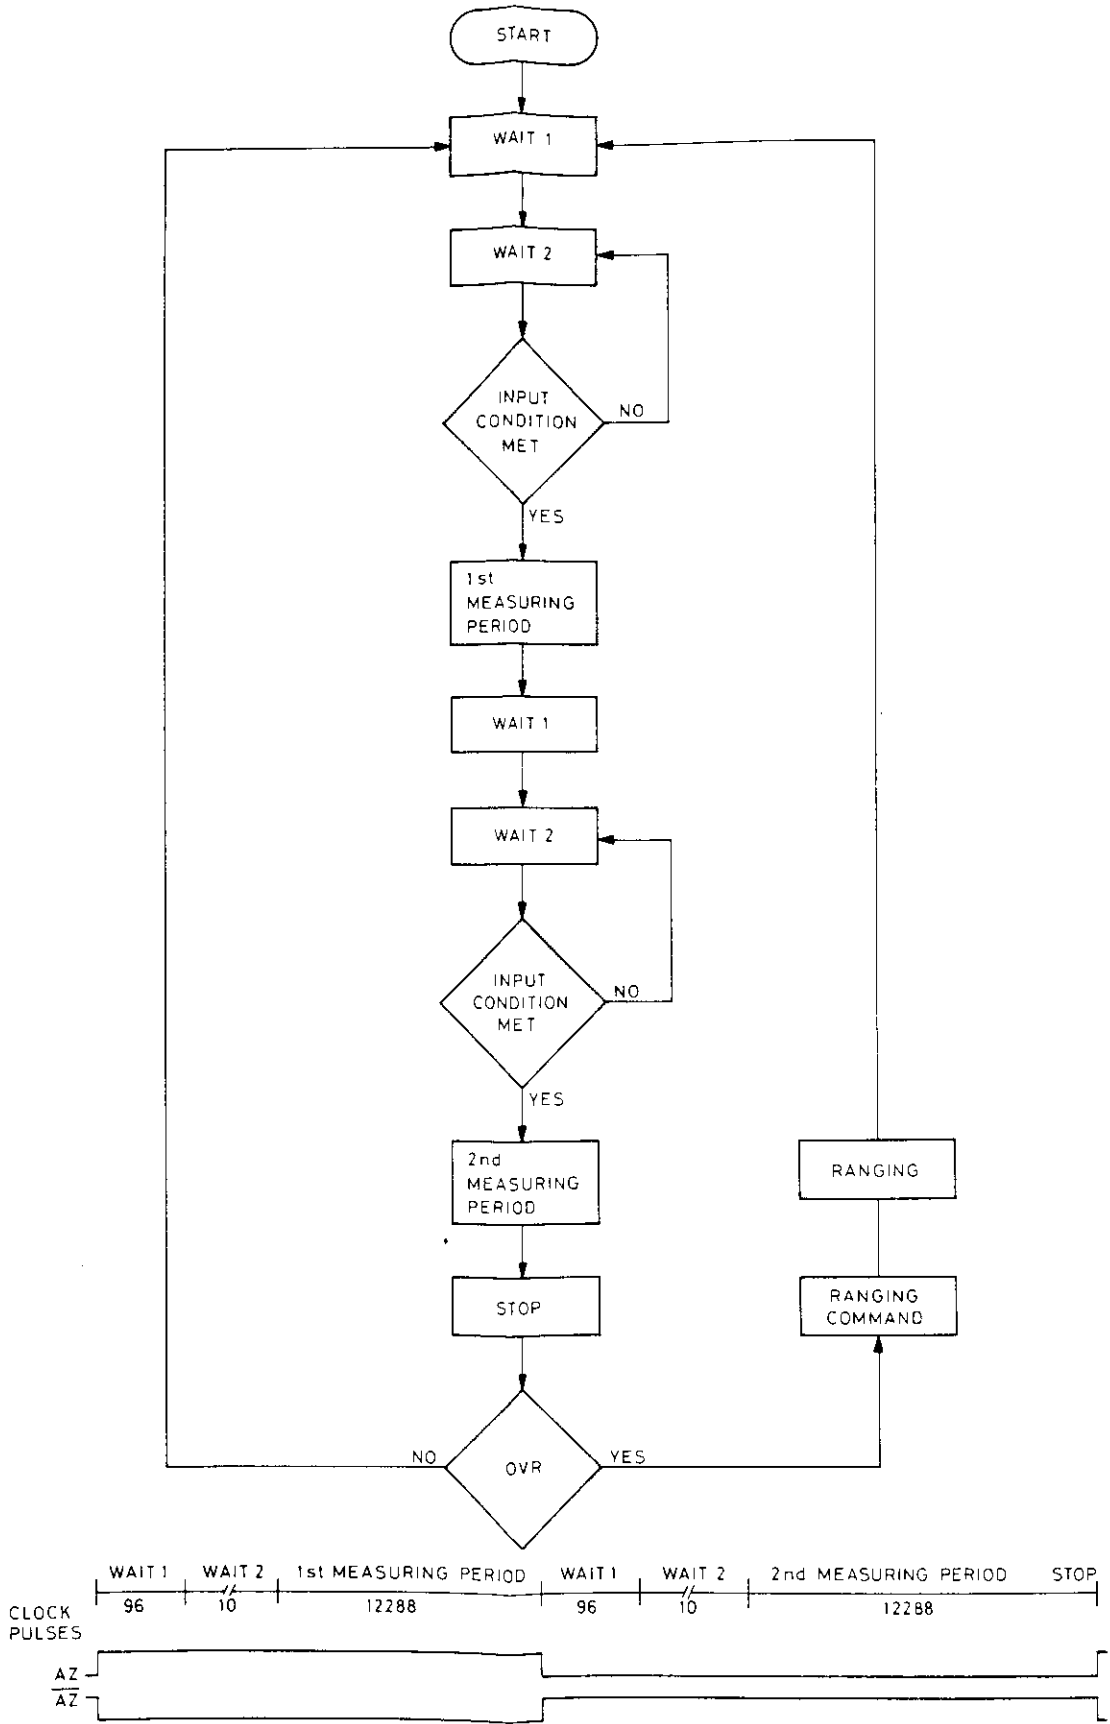 START
WAIT 1
WAIT 2
INPUT
CONDITION
MET
NO
YES
1st
MEASURING
PERIOD
WAIT 1
WAIT 2
INPUT
CONDITION
MET
NO
YES
2nd
MEASURING
PERIOD
RANGING
STOP
RANGING
COMMAND
NO
OVR
YES
WAIT 1 WAIT 2 1st MEASURING PERIOD WAIT 1 WAIT 2 2nd MEASURING PERIOD STOP
96 10 12288 96 10 12288
CLOCK
PULSES
AZ
A̅Z̅